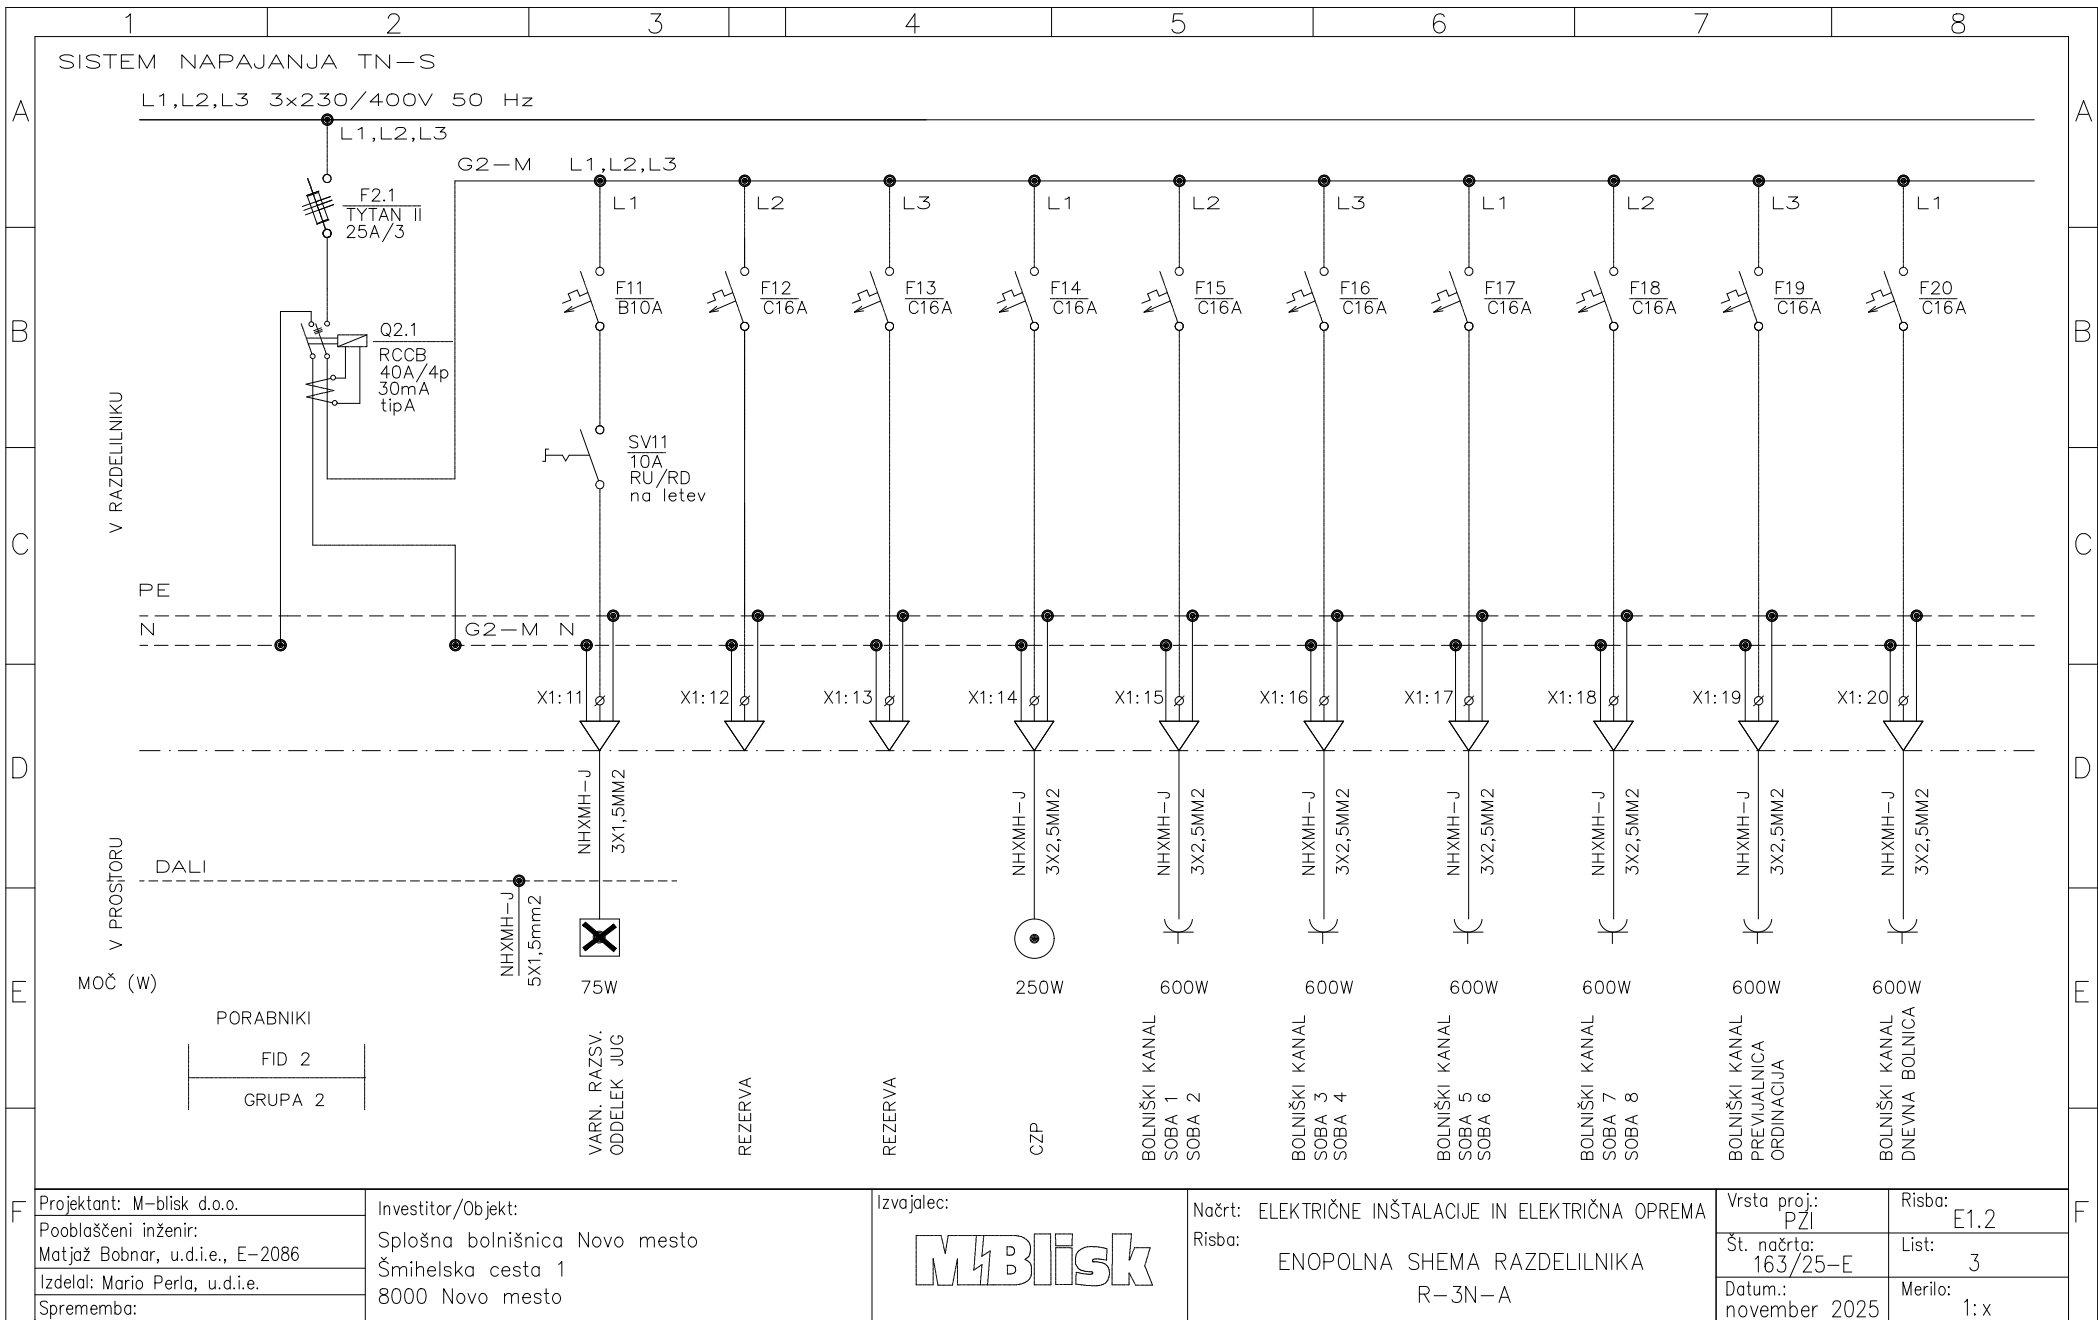 1 2 3 4 5 6 7 8
SISTEM NAPAJANJA TN-S
L1,L2,L3 3x230/400V 50 Hz
A A
L1,L2,L3
G2-M L1,L2,L3
L1 L2 L3 L1 L2 L3 L1 L2 L3 L1
F2.1
TYTAN II
25A/3
F11
B10A
F12
C16A
F13
C16A
F14
C16A
F15
C16A
F16
C16A
F17
C16A
F18
C16A
F19
C16A
F20
C16A
B B
Q2.1
RCCB
40A/4p
30mA
tipA
V RAZDELILNIKU
SV11
10A
RU/RD
na letev
C C
PE
N
G2-M N
X1:11 X1:12 X1:13 X1:14 X1:15 X1:16 X1:17 X1:18 X1:19 X1:20
D D
NHXMH-J
3X1,5MM2
NHXMH-J
3X2,5MM2
NHXMH-J
3X2,5MM2
NHXMH-J
3X2,5MM2
NHXMH-J
3X2,5MM2
NHXMH-J
3X2,5MM2
NHXMH-J
3X2,5MM2
NHXMH-J
3X2,5MM2
V PROSTORU
DALI
NHXMH-J
5X1,5mm2
E E
MOČ (W)
75W 250W 600W 600W 600W 600W 600W 600W
PORABNIKI
FID 2
GRUPA 2
VARN. RAZSV.
ODDELEK JUG
REZERVA
REZERVA
CZP
BOLNIŠKI KANAL
SOBA 1
SOBA 2
BOLNIŠKI KANAL
SOBA 3
SOBA 4
BOLNIŠKI KANAL
SOBA 5
SOBA 6
BOLNIŠKI KANAL
SOBA 7
SOBA 8
BOLNIŠKI KANAL
PREVIJALNICA
ORDINACIJA
BOLNIŠKI KANAL
DNEVNA BOLNICA
F F
Projektant: M-blisk d.o.o.
Pooblaščeni inženir:
Matjaž Bobnar, u.d.i.e., E-2086
Izdelal: Mario Perla, u.d.i.e.
Sprememba:
Investitor/Objekt:
Splošna bolnišnica Novo mesto
Šmihelska cesta 1
8000 Novo mesto
Izvajalec:
MBlisk
Načrt: ELEKTRIČNE INŠTALACIJE IN ELEKTRIČNA OPREMA
Risba:
ENOPOLNA SHEMA RAZDELILNIKA
R-3N-A
Vrsta proj.:
PZI
Št. načrta:
163/25-E
Datum.:
november 2025
Risba:
E1.2
List:
3
Merilo:
1:x